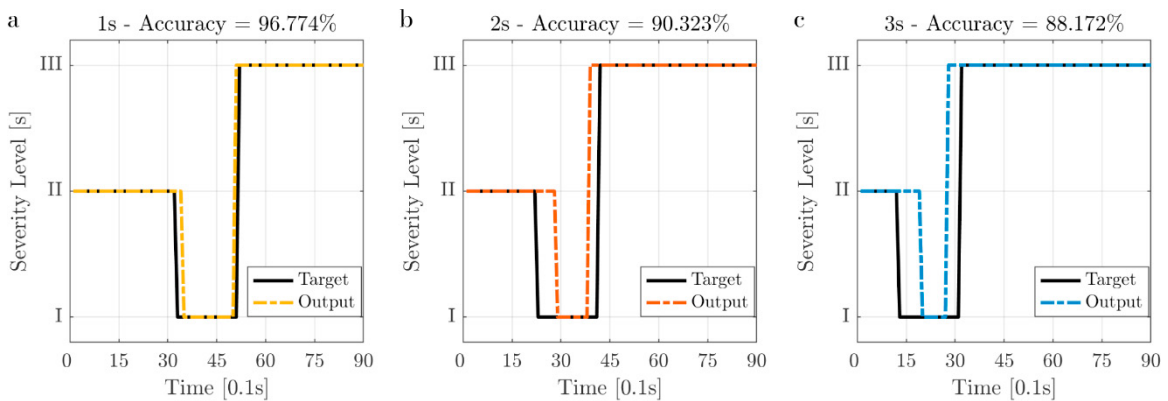 a
1s - Accuracy = 96.774%
III
II
I
Severity Level [s]
Target
Output
0 15 30 45 60 75 90
Time [0.1s]
b
2s - Accuracy = 90.323%
III
II
I
Severity Level [s]
Target
Output
0 15 30 45 60 75 90
Time [0.1s]
c
3s - Accuracy = 88.172%
III
II
I
Severity Level [s]
Target
Output
0 15 30 45 60 75 90
Time [0.1s]